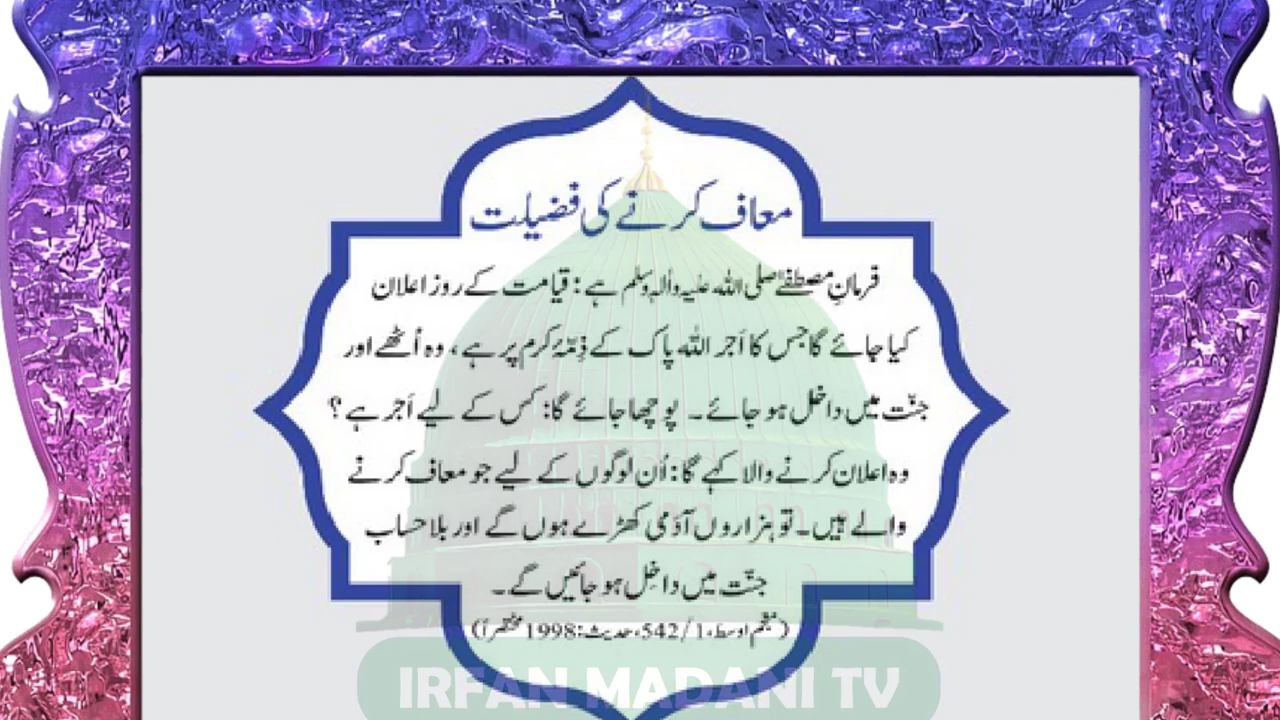 معاف کرنے کی فضیلت
فرمانِ مصطفےٰ صلی اللہ علیہ واٰلہٖ وسلم ہے: قیامت کے روز اعلان
کیا جائے گا جس کا اَجر اللہ پاک کے ذِمَّۂ کرم پر ہے، وہ اُٹھے اور
جنّت میں داخل ہو جائے۔ پوچھا جائے گا: کس کے لیے اَجر ہے؟
وہ اعلان کرنے والا کہے گا: اُن لوگوں کے لیے جو معاف کرنے
والے ہیں۔ تو ہزاروں آدَمی کھڑے ہوں گے اور بلا حساب
جنّت میں داخِل ہو جائیں گے۔
(معجم اوسط، 1/542، حدیث: 1998 مختصراً)
IRFAN MADANI TV